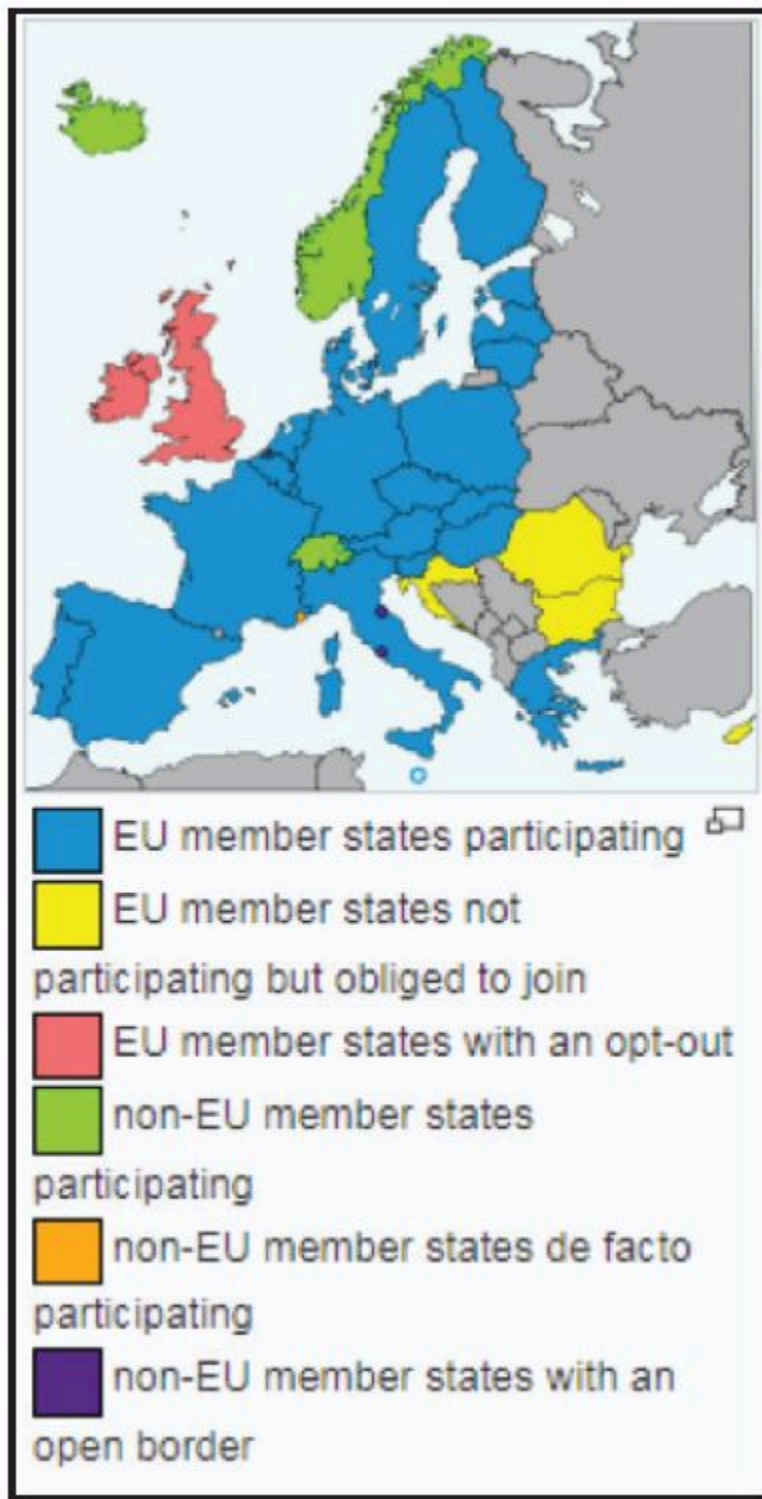 EU member states participating
EU member states not
participating but obliged to join
EU member states with an opt-out
non-EU member states
participating
non-EU member states de facto
participating
non-EU member states with an
open border